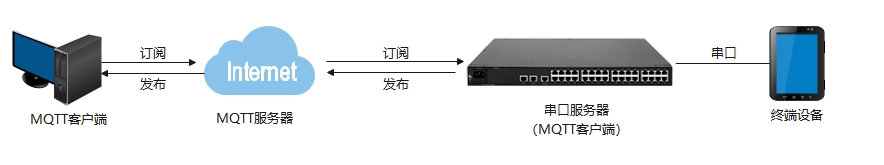 订阅
发布
Internet
订阅
发布
串口
MQTT客户端
MQTT服务器
串口服务器
(MQTT客户端)
终端设备